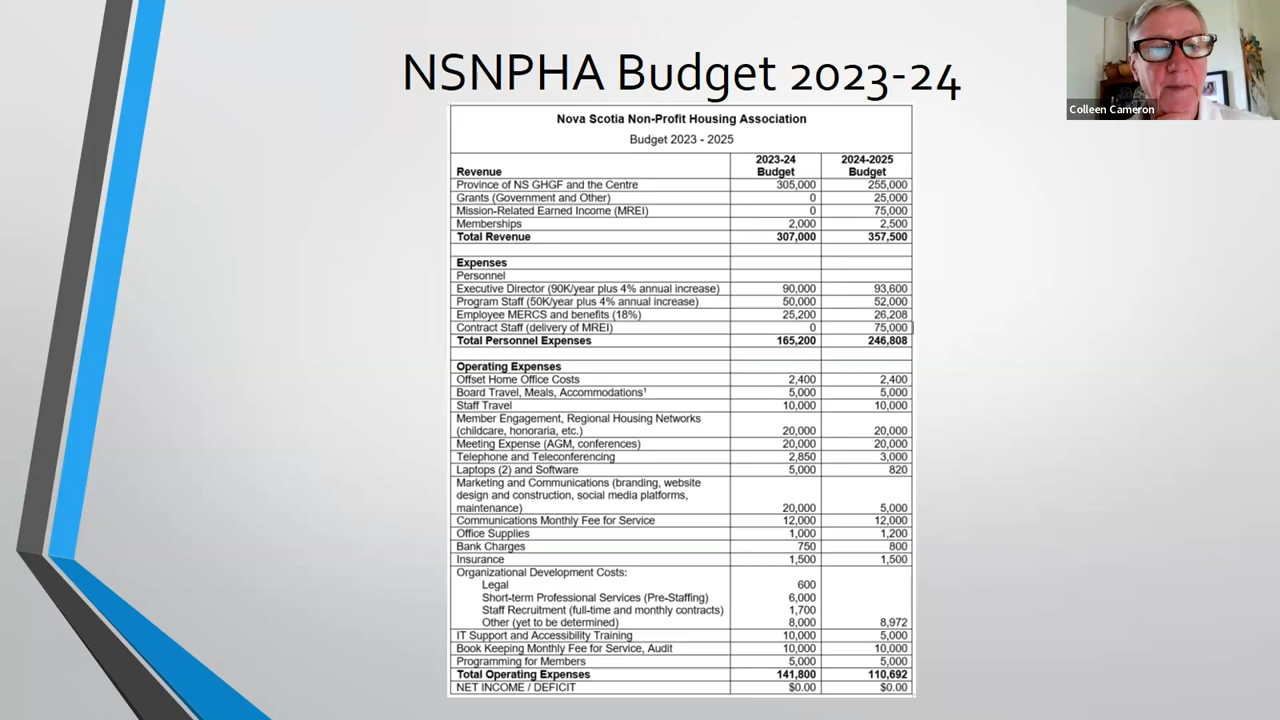 NSNPHA Budget 2023-24
Colleen Cameron
Nova Scotia Non-Profit Housing Association
Budget 2023 - 2025
Revenue 2023-24 Budget 2024-2025 Budget
Province of NS GHGF and the Centre 305,000 255,000
Grants (Government and Other) 0 25,000
Mission-Related Earned Income (MREI) 0 75,000
Memberships 2,000 2,500
Total Revenue 307,000 357,500
Expenses
Personnel
Executive Director (90K/year plus 4% annual increase) 90,000 93,600
Program Staff (50K/year plus 4% annual increase) 50,000 52,000
Employee MERCS and benefits (18%) 25,200 26,208
Contract Staff (delivery of MREI) 0 75,000
Total Personnel Expenses 165,200 246,808
Operating Expenses
Offset Home Office Costs 2,400 2,400
Board Travel, Meals, Accommodations¹ 5,000 5,000
Staff Travel 10,000 10,000
Member Engagement, Regional Housing Networks
(childcare, honoraria, etc.) 20,000 20,000
Meeting Expense (AGM, conferences) 20,000 20,000
Telephone and Teleconferencing 2,850 3,000
Laptops (2) and Software 5,000 820
Marketing and Communications (branding, website
design and construction, social media platforms,
maintenance) 20,000 5,000
Communications Monthly Fee for Service 12,000 12,000
Office Supplies 1,000 1,200
Bank Charges 750 800
Insurance 1,500 1,500
Organizational Development Costs:
Legal 600
Short-term Professional Services (Pre-Staffing) 6,000
Staff Recruitment (full-time and monthly contracts) 1,700
Other (yet to be determined) 8,000 8,972
IT Support and Accessibility Training 10,000 5,000
Book Keeping Monthly Fee for Service, Audit 10,000 10,000
Programming for Members 5,000 5,000
Total Operating Expenses 141,800 110,692
NET INCOME / DEFICIT $0.00 $0.00